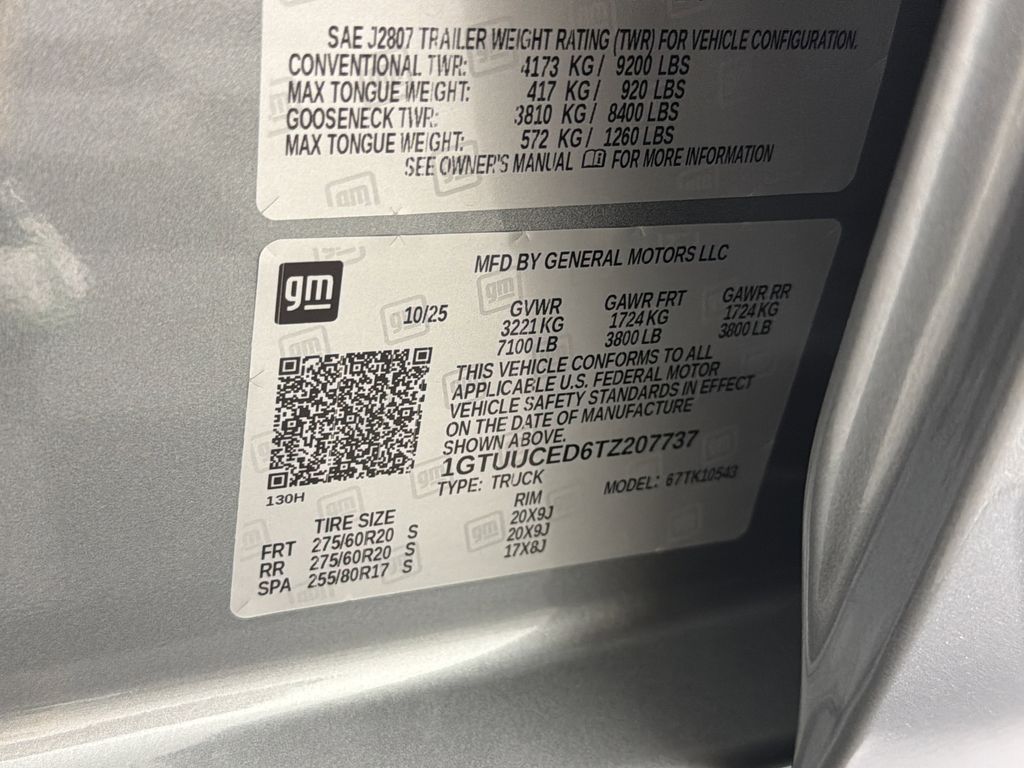 SAE J2807 TRAILER WEIGHT RATING (TWR) FOR VEHICLE CONFIGURATION.
CONVENTIONAL TWR: 4173 KG/ 9200 LBS
MAX TONGUE WEIGHT: 417 KG/ 920 LBS
GOOSENECK TWR: 3810 KG/ 8400 LBS
MAX TONGUE WEIGHT: 572 KG/ 1260 LBS
SEE OWNER'S MANUAL FOR MORE INFORMATION
gm
MFD BY GENERAL MOTORS LLC
10/25 GVWR GAWR FRT GAWR RR
3221 KG 1724 KG 1724 KG
7100 LB 3800 LB 3800 LB
THIS VEHICLE CONFORMS TO ALL
APPLICABLE U.S. FEDERAL MOTOR
VEHICLE SAFETY STANDARDS IN EFFECT
ON THE DATE OF MANUFACTURE
SHOWN ABOVE.
1GTUUCED6TZ207737
TYPE: TRUCK MODEL: 67TK10543
130H
TIRE SIZE RIM
FRT 275/60R20 S 20X9J
RR 275/60R20 S 20X9J
SPA 255/80R17 S 17X8J